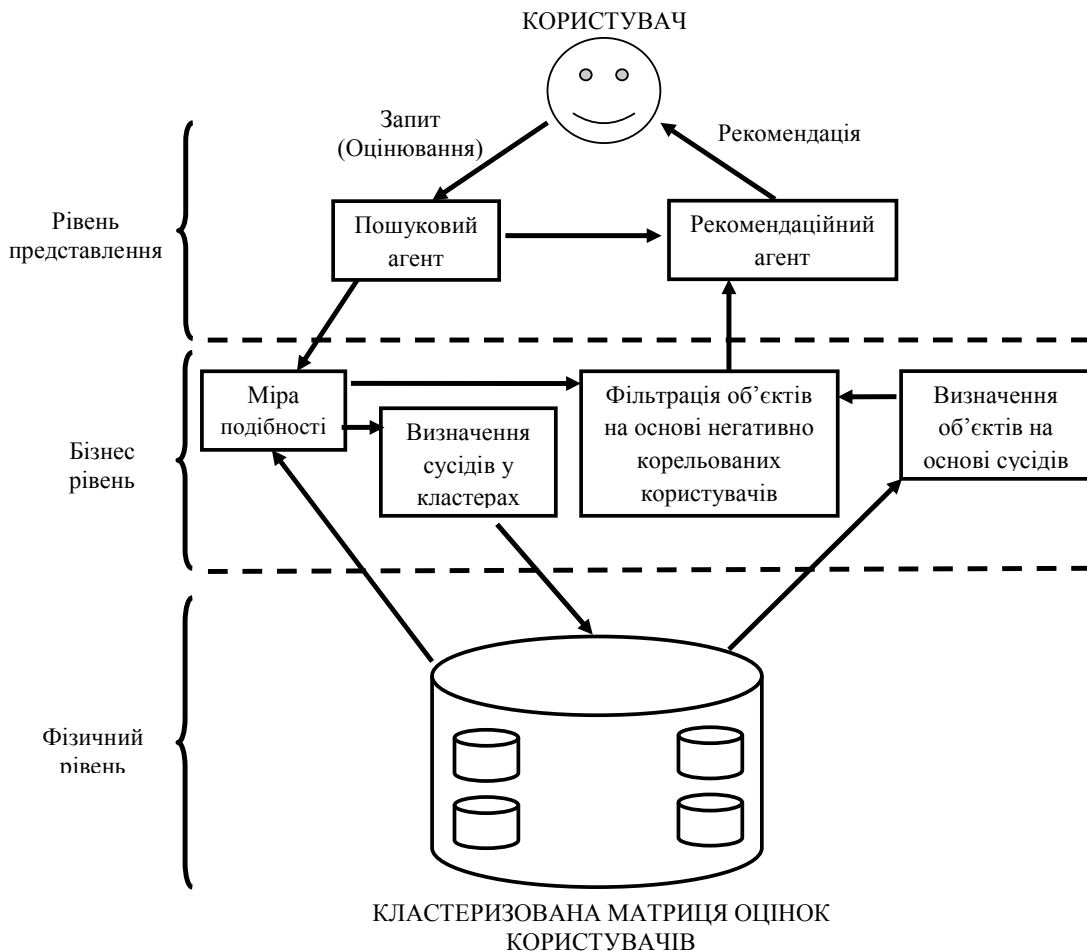 КОРИСТУВАЧ
Запит
(Оцінювання)
Рекомендація
Рівень
представлення
Пошуковий
агент
Рекомендаційний
агент
Бізнес
рівень
Міра
подібності
Визначення
сусідів у
кластерах
Фільтрація об’єктів
на основі негативно
корельованих
користувачів
Визначення
об’єктів на
основі сусідів
Фізичний
рівень
КЛАСТЕРИЗОВАНА МАТРИЦЯ ОЦІНОК
КОРИСТУВАЧІВ